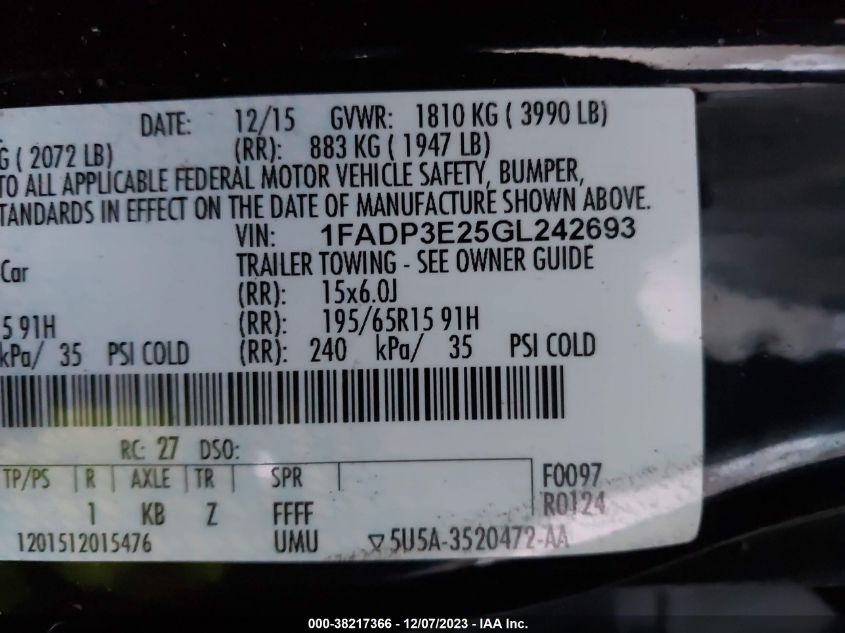 DATE: 12/15 GVWR: 1810 KG ( 3990 LB)
G ( 2072 LB) (RR): 883 KG ( 1947 LB)
TO ALL APPLICABLE FEDERAL MOTOR VEHICLE SAFETY, BUMPER,
TANDARDS IN EFFECT ON THE DATE OF MANUFACTURE SHOWN ABOVE.
VIN: 1FADP3E25GL242693
Car TRAILER TOWING - SEE OWNER GUIDE
(RR): 15x6.0J
5 91H (RR): 195/65R15 91H
kPa/ 35 PSI COLD (RR): 240 kPa/ 35 PSI COLD
RC: 27 DSO:
TP/PS R AXLE TR SPR F0097
1 KB Z FFFF R0124
1201512015476 UMU 5U5A-3520472-AA
000-38217366 - 12/07/2023 - IAA Inc.